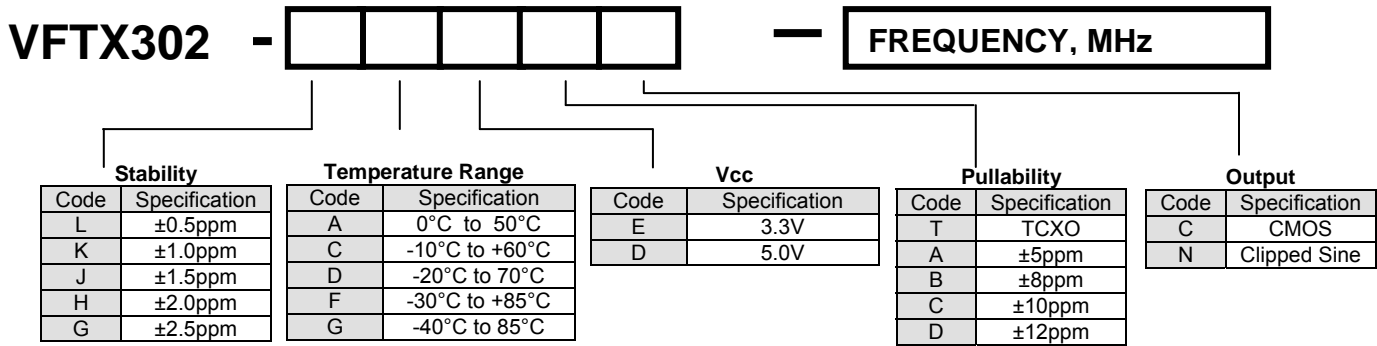 VFTX302 - — FREQUENCY, MHz
Stability
Code Specification
L ±0.5ppm
K ±1.0ppm
J ±1.5ppm
H ±2.0ppm
G ±2.5ppm
Temperature Range
Code Specification
A 0°C to 50°C
C -10°C to +60°C
D -20°C to 70°C
F -30°C to +85°C
G -40°C to 85°C
Vcc
Code Specification
E 3.3V
D 5.0V
Pullability
Code Specification
T TCXO
A ±5ppm
B ±8ppm
C ±10ppm
D ±12ppm
Output
Code Specification
C CMOS
N Clipped Sine